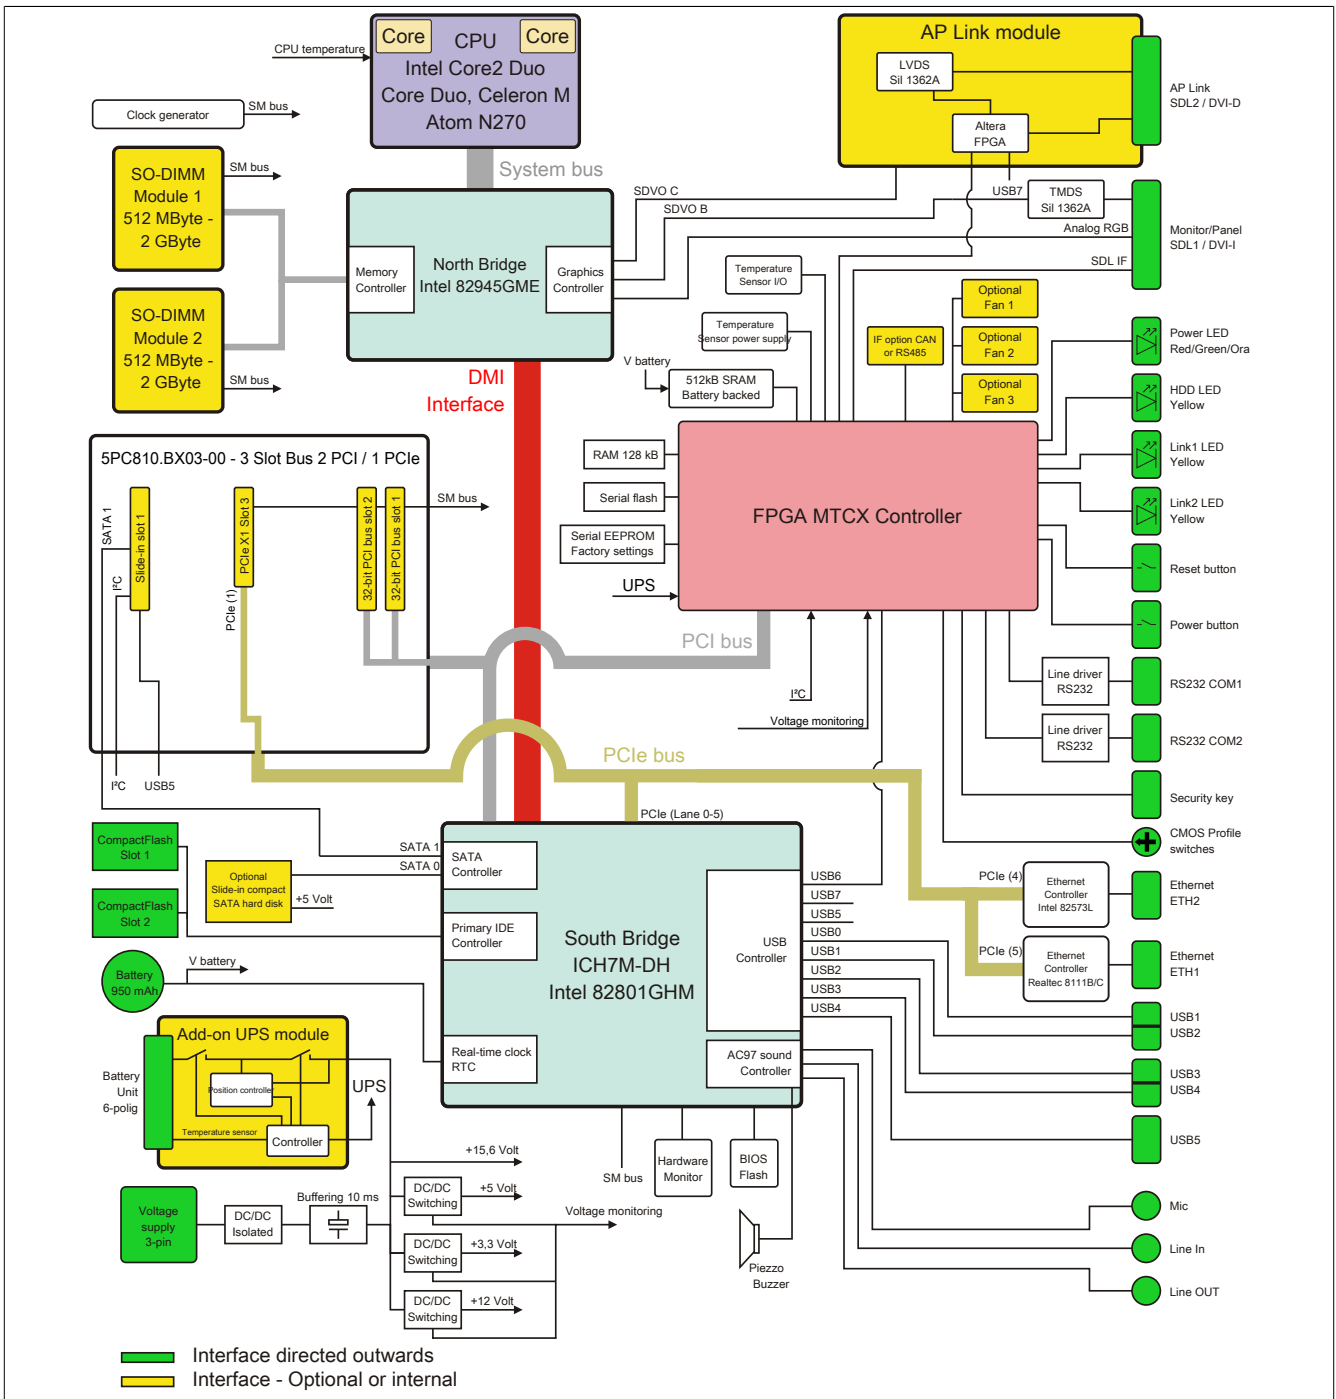 Core
CPU
Core
Intel Core2 Duo
Core Duo, Celeron M
Atom N270
CPU temperature
Clock generator
SM bus
AP Link module
LVDS
Sil 1362A
Altera
FPGA
AP Link
SDL2 / DVI-D
SO-DIMM
Module 1
512 MByte -
2 GByte
SM bus
System bus
SDVO C
SDVO B
USB7
TMDS
Sil 1362A
Analog RGB
SDL IF
Monitor/Panel
SDL1 / DVI-I
Memory
Controller
North Bridge
Intel 82945GME
Graphics
Controller
SO-DIMM
Module 2
512 MByte -
2 GByte
SM bus
Temperature
Sensor I/O
Temperature
Sensor power supply
V battery
512kB SRAM
Battery backed
IF option CAN
or RS485
Optional
Fan 1
Optional
Fan 2
Optional
Fan 3
Power LED
Red/Green/Ora
HDD LED
Yellow
Link1 LED
Yellow
Link2 LED
Yellow
Reset button
Power button
DMI
Interface
5PC810.BX03-00 - 3 Slot Bus 2 PCI / 1 PCIe
SATA 1
I²C
Slide-in slot 1
PCIe X1 Slot 3
PCIe (1)
32-bit PCI bus slot 2
32-bit PCI bus slot 1
SM bus
I²C
USB5
RAM 128 kB
Serial flash
Serial EEPROM
Factory settings
UPS
FPGA MTCX Controller
PCI bus
I²C
Voltage monitoring
Line driver
RS232
RS232 COM1
Line driver
RS232
RS232 COM2
Security key
CMOS Profile
switches
PCIe bus
PCIe (Lane 0-5)
CompactFlash
Slot 1
CompactFlash
Slot 2
Optional
Slide-in compact
SATA hard disk
+5 Volt
SATA 1
SATA 0
SATA
Controller
Primary IDE
Controller
South Bridge
ICH7M-DH
Intel 82801GHM
USB
Controller
USB6
USB7
USB5
USB0
USB1
USB2
USB3
USB4
PCIe (4)
Ethernet
Controller
Intel 82573L
Ethernet
ETH2
PCIe (5)
Ethernet
Controller
Realtec 8111B/C
Ethernet
ETH1
USB1
USB2
USB3
USB4
USB5
Battery
950 mAh
V battery
Real-time clock
RTC
AC97 sound
Controller
Add-on UPS module
Battery
Unit
6-polig
Position controller
Temperature sensor
Controller
UPS
SM bus
Hardware
Monitor
BIOS
Flash
Piezzo
Buzzer
Mic
Line In
Line OUT
Voltage
supply
3-pin
DC/DC
Isolated
Buffering 10 ms
+15,6 Volt
DC/DC
Switching
+5 Volt
Voltage monitoring
DC/DC
Switching
+3,3 Volt
DC/DC
Switching
+12 Volt
Interface directed outwards
Interface - Optional or internal